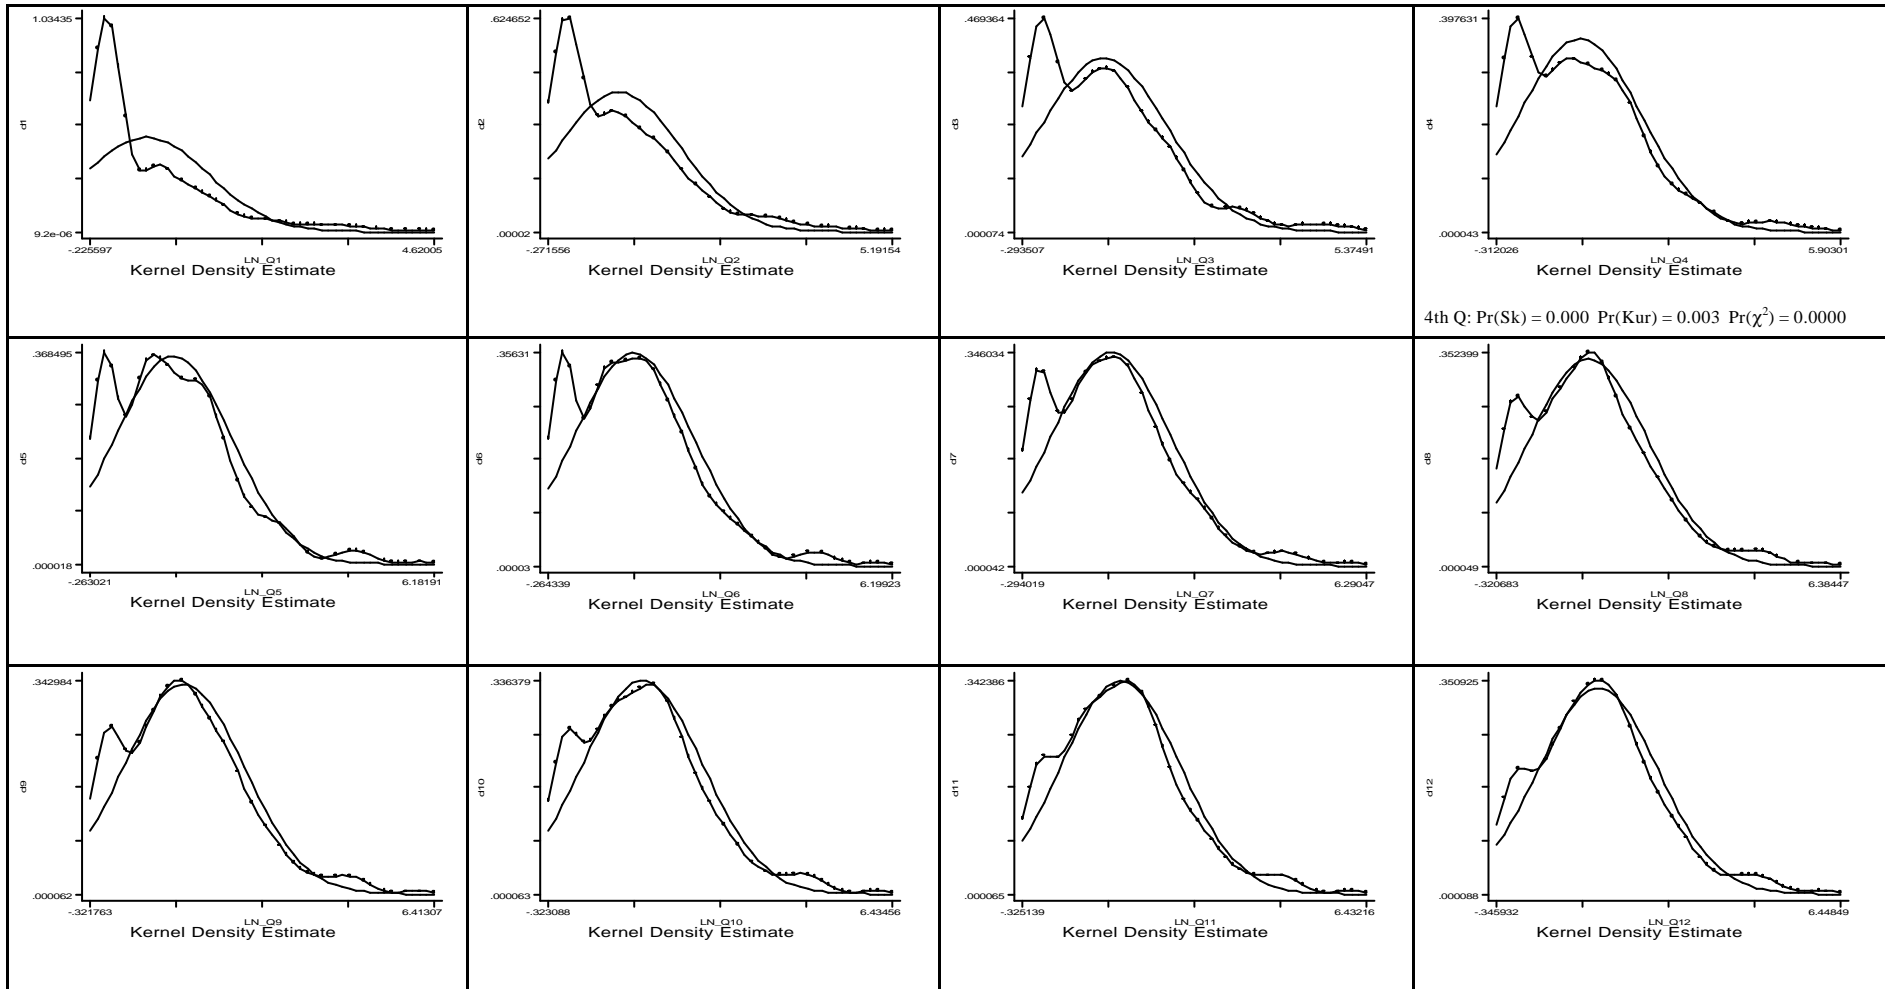 1.03435
d1
9.2e-06
-.225597
4.62005
LN_Q1
Kernel Density Estimate
.624652
d2
.00002
-.271556
5.19154
LN_Q2
Kernel Density Estimate
.469364
d3
.000074
-.293507
5.37491
LN_Q3
Kernel Density Estimate
.397631
d4
.000043
-.312026
5.90301
LN_Q4
Kernel Density Estimate
4th Q: Pr(Sk) = 0.000 Pr(Kur) = 0.003 Pr(χ²) = 0.0000
.368495
d5
.000018
-.263021
6.18191
LN_Q5
Kernel Density Estimate
.35631
d6
.00003
-.264339
6.19923
LN_Q6
Kernel Density Estimate
.346034
d7
.000042
-.294019
6.29047
LN_Q7
Kernel Density Estimate
.352399
d8
.000049
-.320683
6.38447
LN_Q8
Kernel Density Estimate
.342984
d9
.000062
-.321763
6.41307
LN_Q9
Kernel Density Estimate
.336379
d10
.000063
-.323088
6.43456
LN_Q10
Kernel Density Estimate
.342386
d11
.000065
-.325139
6.43216
LN_Q11
Kernel Density Estimate
.350925
d12
.000088
-.345932
6.44849
LN_Q12
Kernel Density Estimate